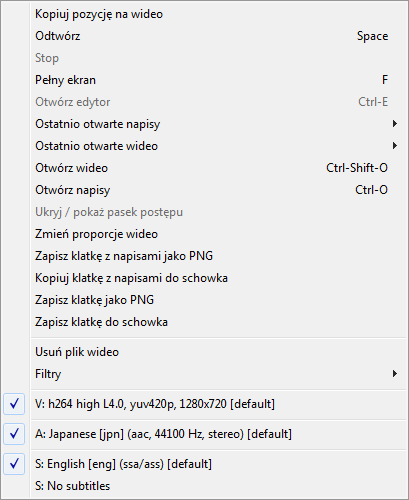 Kopiuj pozycję na wideo
Odtwórz Space
Stop
Pełny ekran F
Otwórz edytor Ctrl-E
Ostatnio otwarte napisy
Ostatnio otwarte wideo
Otwórz wideo Ctrl-Shift-O
Otwórz napisy Ctrl-O
Ukryj / pokaż pasek postępu
Zmień proporcje wideo
Zapisz klatkę z napisami jako PNG
Kopiuj klatkę z napisami do schowka
Zapisz klatkę jako PNG
Zapisz klatkę do schowka
Usuń plik wideo
Filtry
V: h264 high L4.0, yuv420p, 1280x720 [default]
A: Japanese [jpn] (aac, 44100 Hz, stereo) [default]
S: English [eng] (ssa/ass) [default]
S: No subtitles